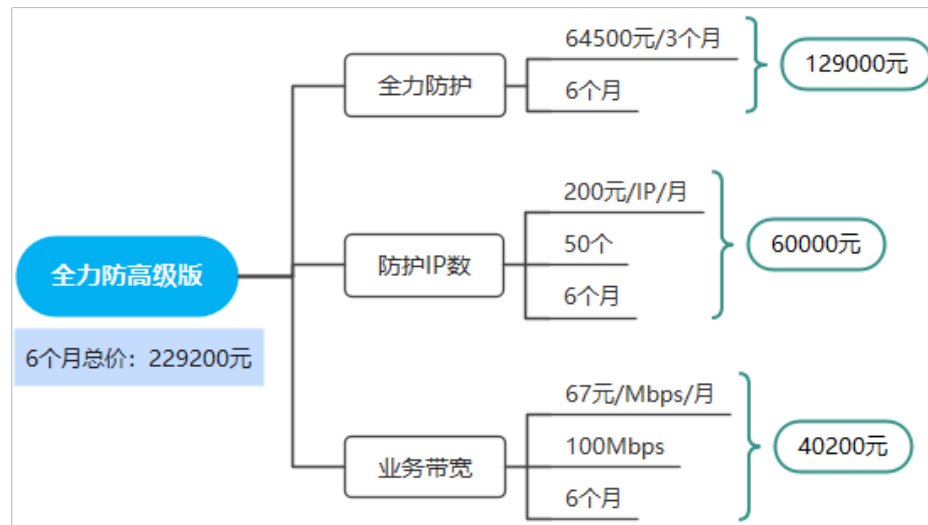 全力防高级版
6个月总价：229200元
全力防护
64500元/3个月
6个月
129000元
防护IP数
200元/IP/月
50个
6个月
60000元
业务带宽
67元/Mbps/月
100Mbps
6个月
40200元